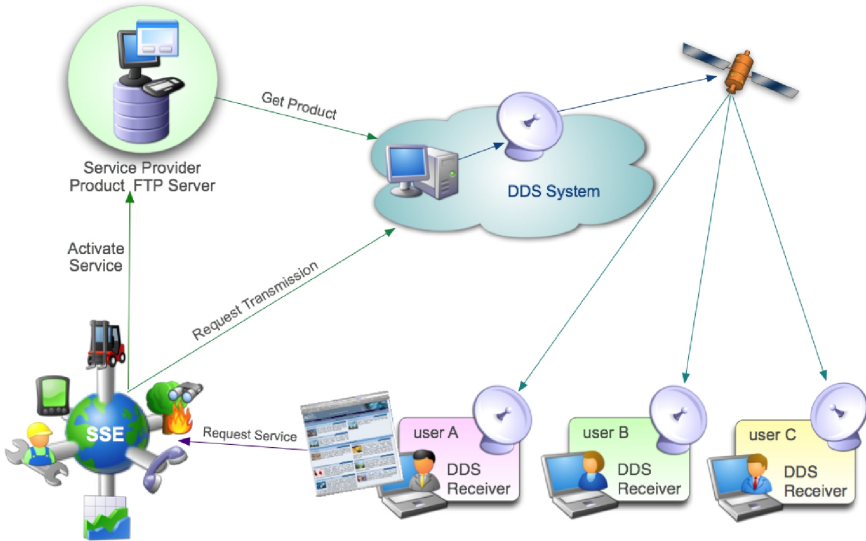 Get Product
Service Provider
Product FTP Server
DDS System
Activate
Service
Request Transmission
SSE
Request Service
user A
DDS
Receiver
user B
DDS
Receiver
user C
DDS
Receiver